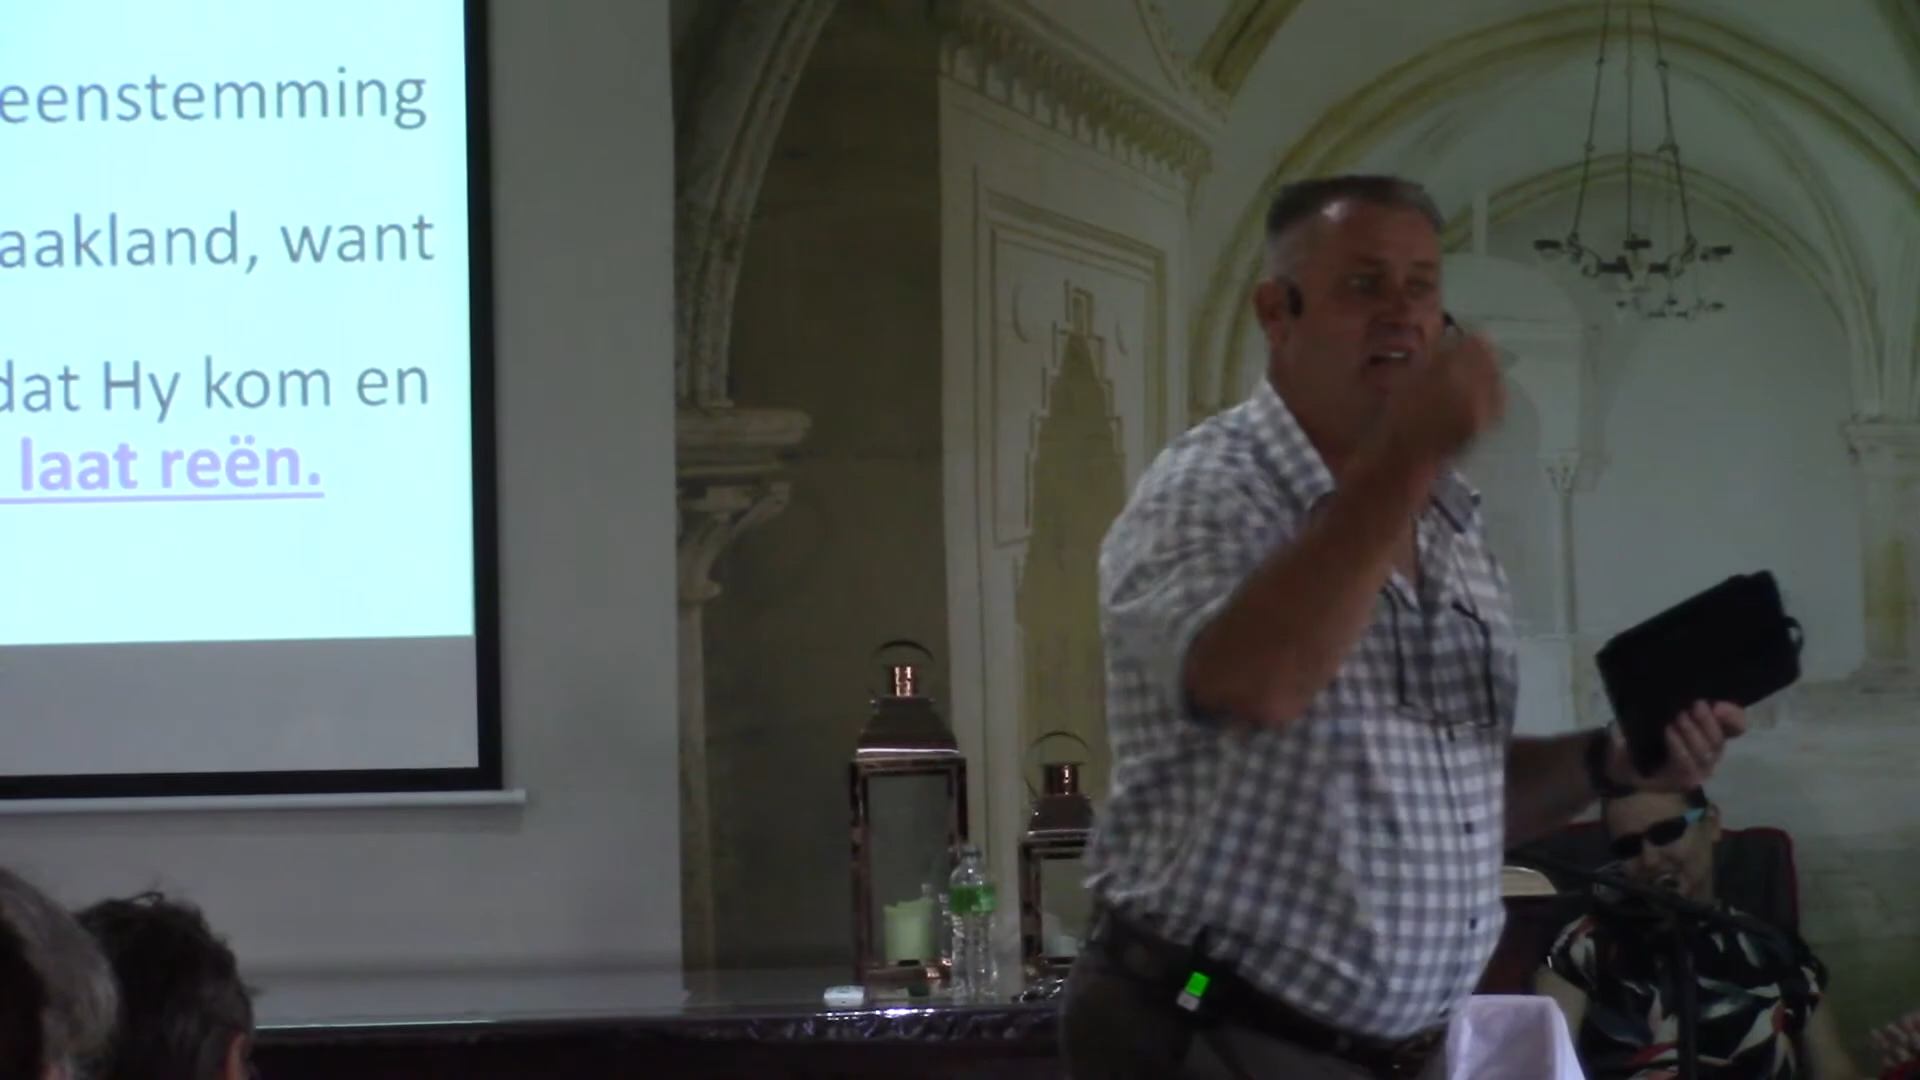 eenstemming
aakland, want
dat Hy kom en
laat reën.